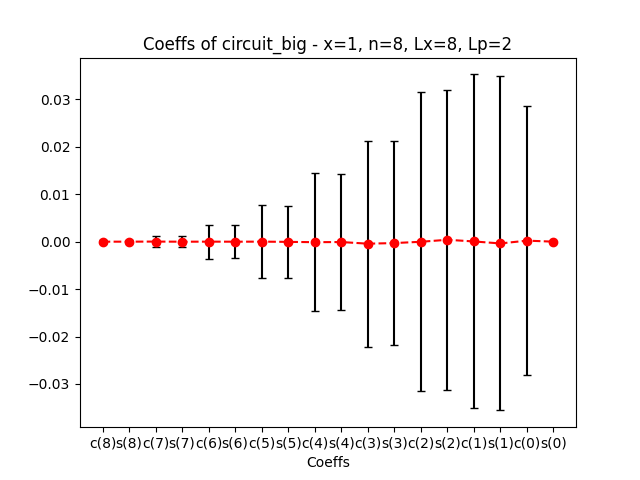 Coeffs of circuit_big - x=1, n=8, Lx=8, Lp=2
0.03
0.02
0.01
0.00
−0.01
−0.02
−0.03
c(8)s(8) c(7)s(7) c(6)s(6) c(5)s(5)c(4) s(4)c(3)s(3)c(2)s(2)c(1)s(1)c(0)s(0)
Coeffs